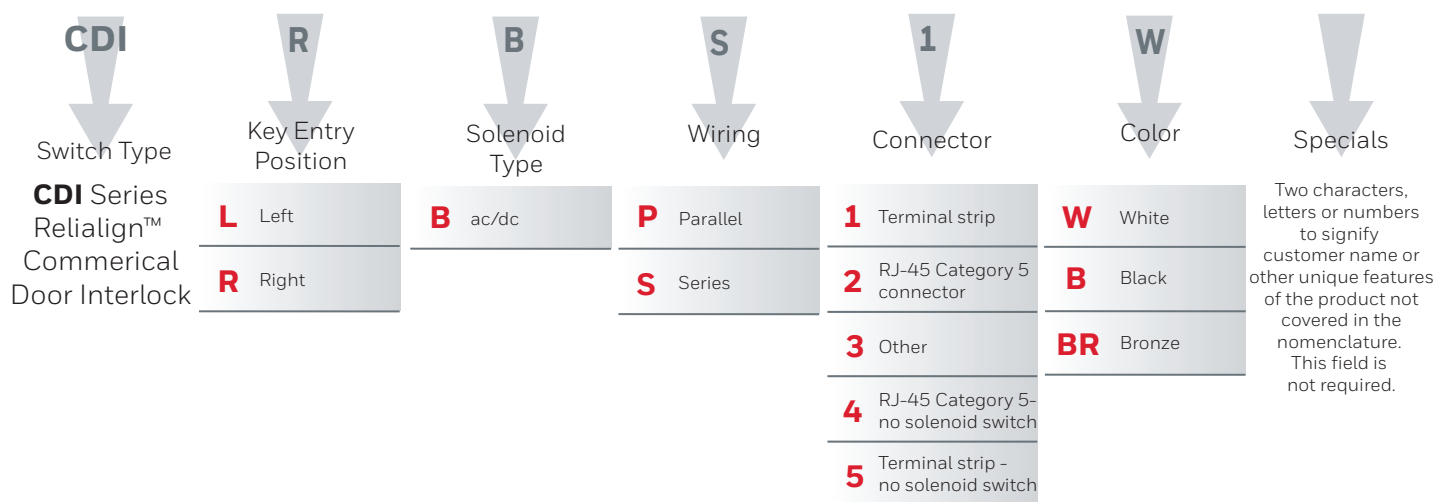 CDI
R
B
S
1
W
Switch Type
CDI Series
Relialign™
Commerical
Door Interlock
Key Entry
Position
L Left
R Right
Solenoid
Type
B ac/dc
Wiring
P Parallel
S Series
Connector
1 Terminal strip
2 RJ-45 Category 5
connector
3 Other
4 RJ-45 Category 5-
no solenoid switch
5 Terminal strip -
no solenoid switch
Color
W White
B Black
BR Bronze
Specials
Two characters,
letters or numbers
to signify
customer name or
other unique features
of the product not
covered in the
nomenclature.
This field is
not required.